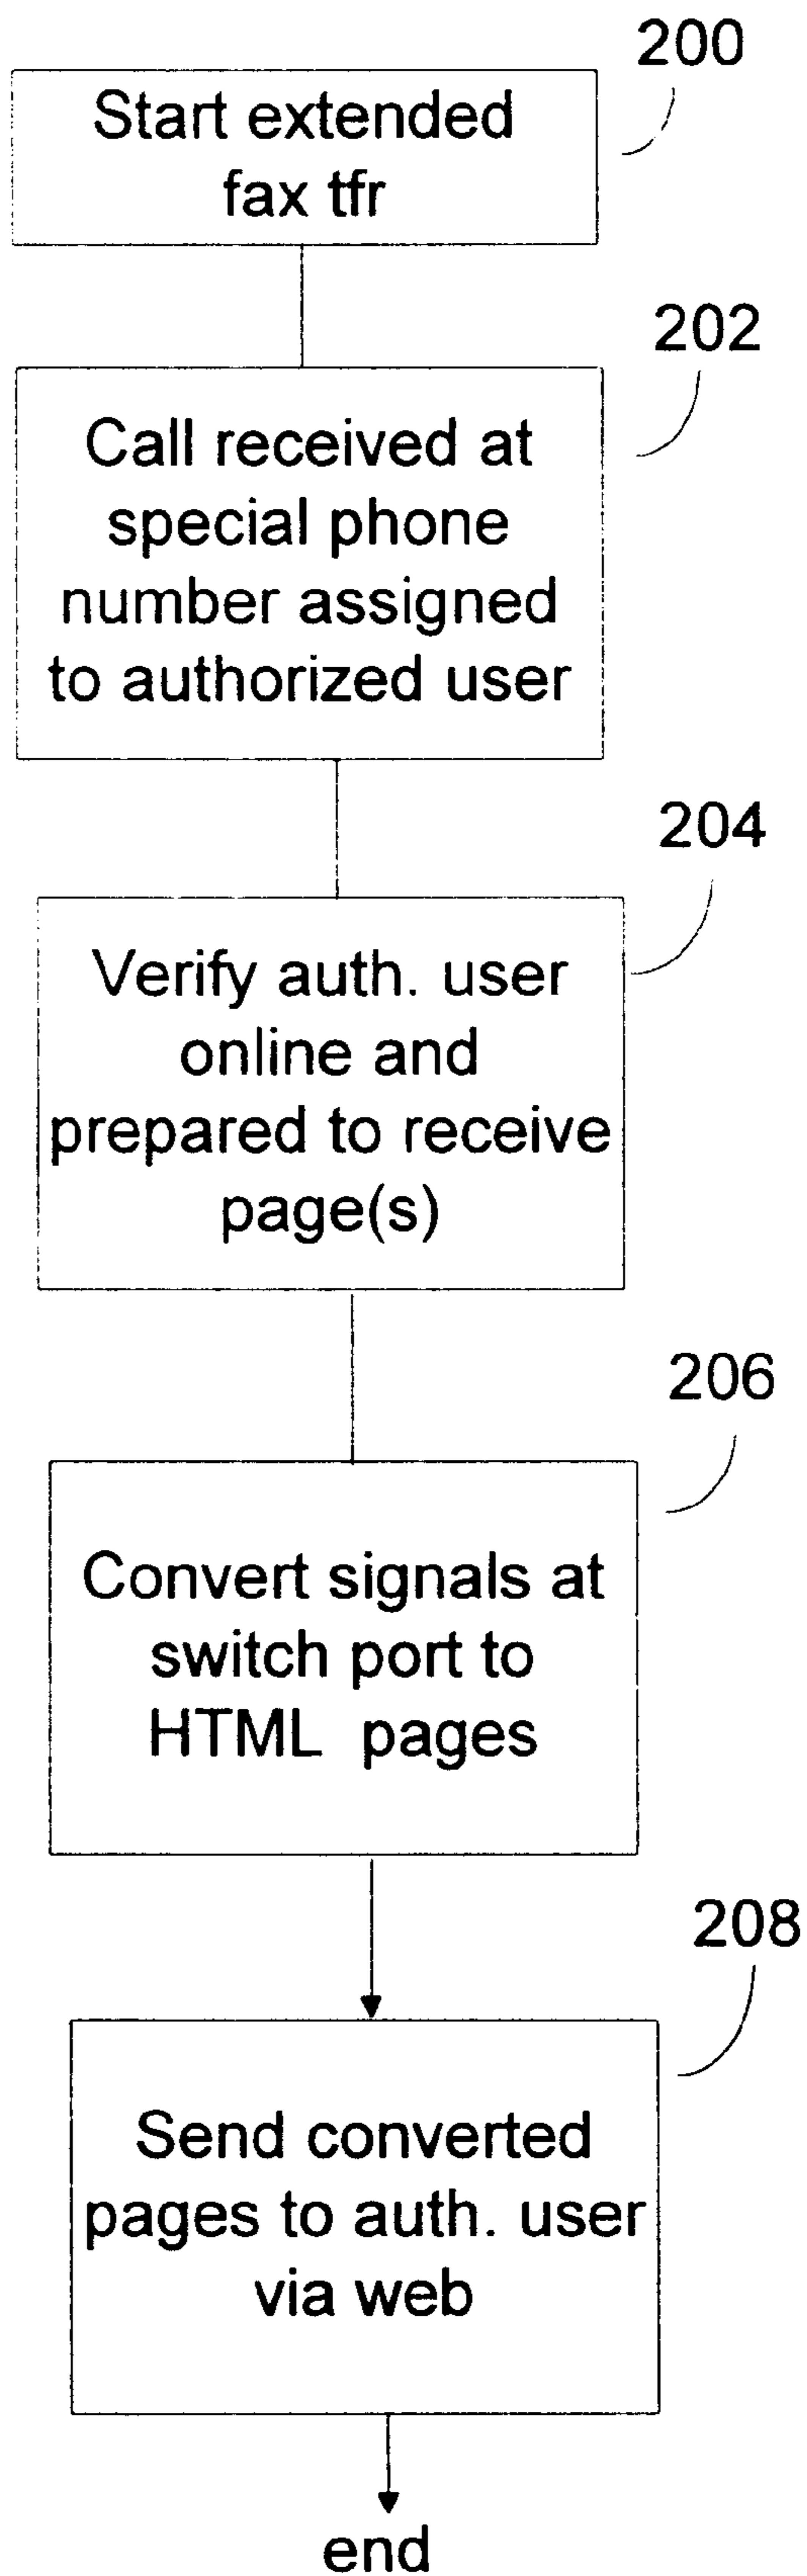 200
Start extended
fax tfr
202
Call received at
special phone
number assigned
to authorized user
204
Verify auth. user
online and
prepared to receive
page(s)
206
Convert signals at
switch port to
HTML pages
208
Send converted
pages to auth. user
via web
end